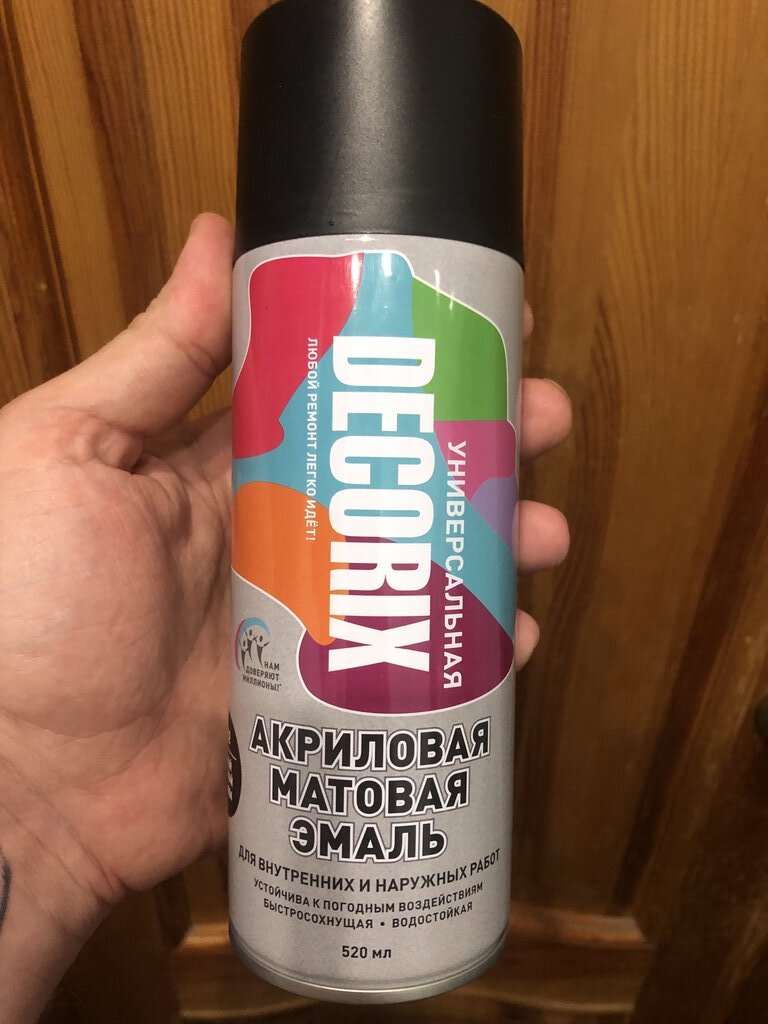 УНИВЕРСАЛЬНАЯ
DECORIX
ЛЮБОЙ РЕМОНТ ЛЕГКО ИДЁТ!
НАМ
ДОВЕРЯЮТ
МИЛЛИОНЫ!*
АКРИЛОВАЯ
МАТОВАЯ
ЭМАЛЬ
ДЛЯ ВНУТРЕННИХ И НАРУЖНЫХ РАБОТ
УСТОЙЧИВА К ПОГОДНЫМ ВОЗДЕЙСТВИЯМ
БЫСТРОСОХНУЩАЯ • ВОДОСТОЙКАЯ
520 мл